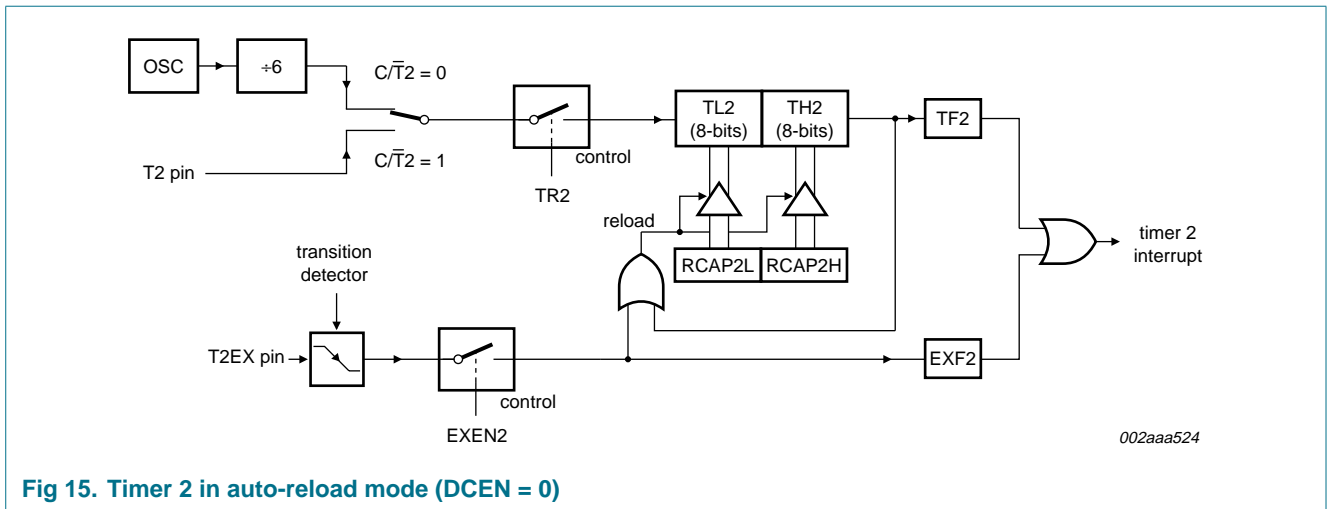 OSC
÷6
C/T̅2 = 0
C/T̅2 = 1
T2 pin
control
TR2
TL2
(8-bits)
TH2
(8-bits)
TF2
reload
RCAP2L
RCAP2H
timer 2
interrupt
transition
detector
T2EX pin
control
EXEN2
EXF2
002aaa524
Fig 15. Timer 2 in auto-reload mode (DCEN = 0)